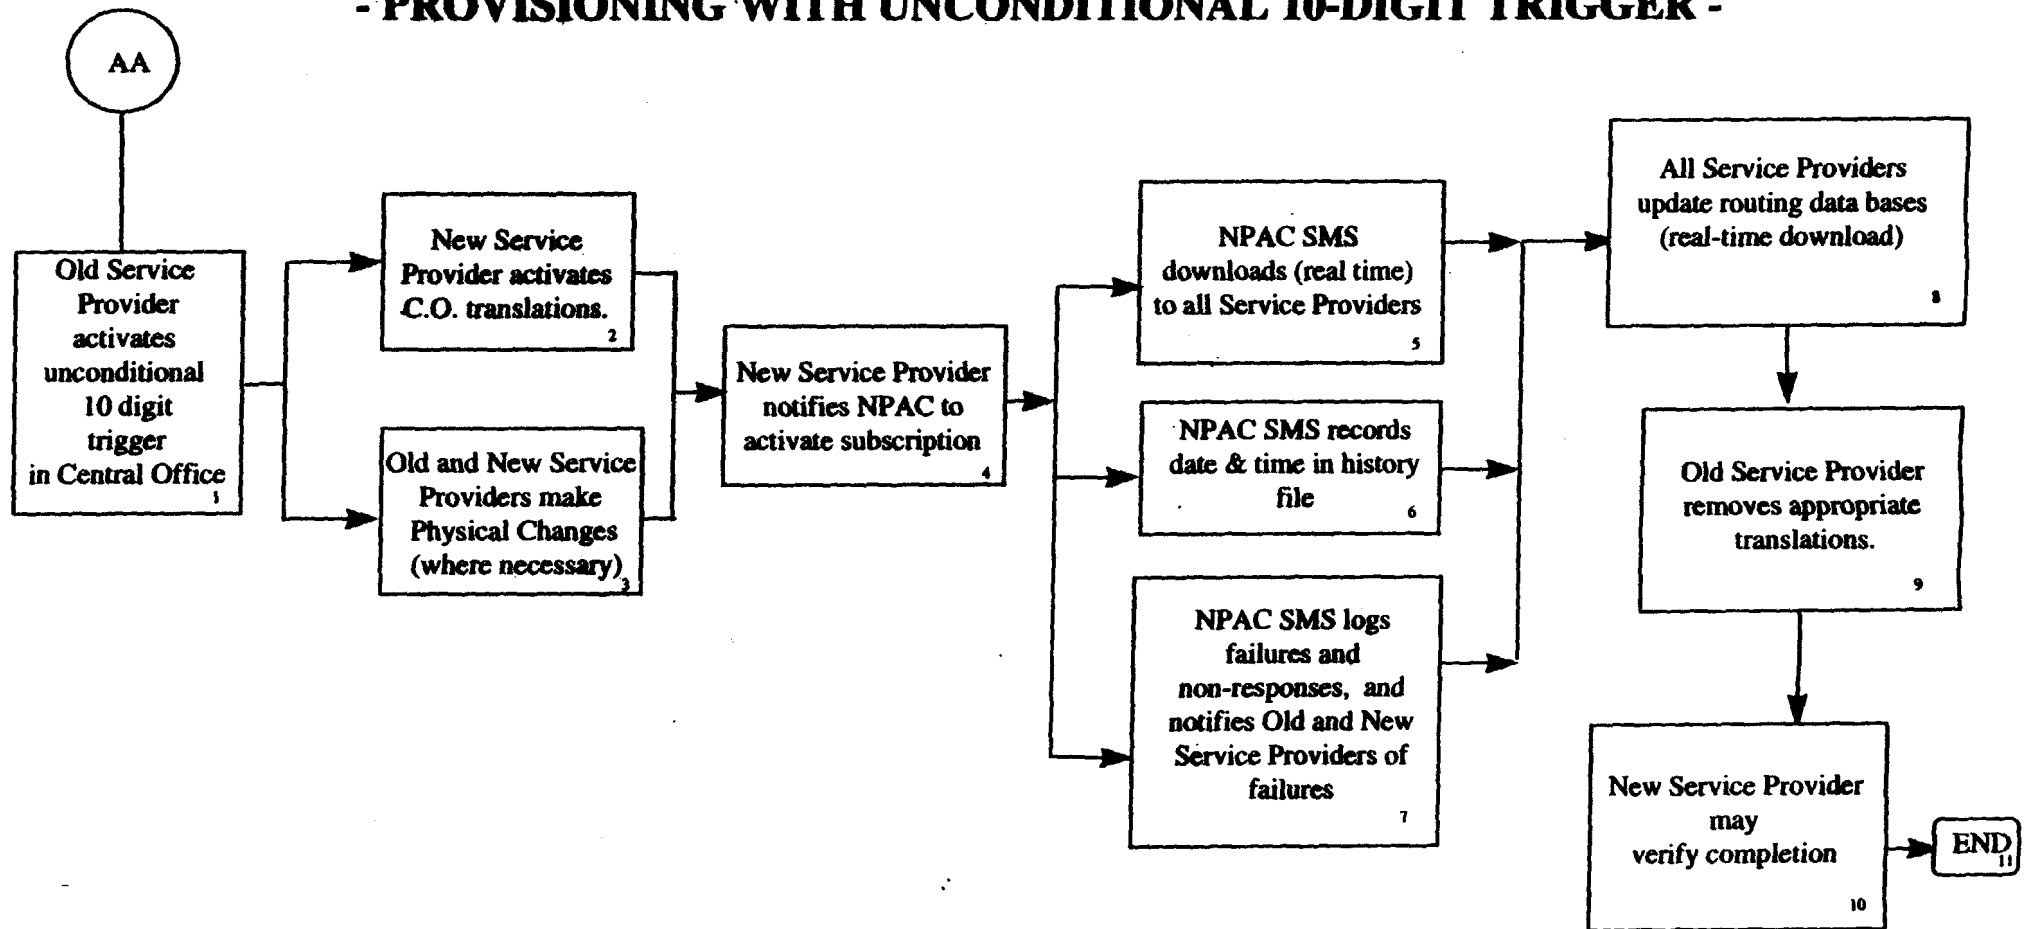 - PROVISIONING WITH UNCONDITIONAL 10-DIGIT TRIGGER -
AA
Old Service
Provider
activates
unconditional
10 digit
trigger
in Central Office
1
New Service
Provider activates
C.O. translations.
2
Old and New Service
Providers make
Physical Changes
(where necessary)
3
New Service Provider
notifies NPAC to
activate subscription
4
NPAC SMS
downloads (real time)
to all Service Providers
5
NPAC SMS records
date & time in history
file
6
NPAC SMS logs
failures and
non-responses, and
notifies Old and New
Service Providers of
failures
7
All Service Providers
update routing data bases
(real-time download)
8
Old Service Provider
removes appropriate
translations.
9
New Service Provider
may
verify completion
10
END
11